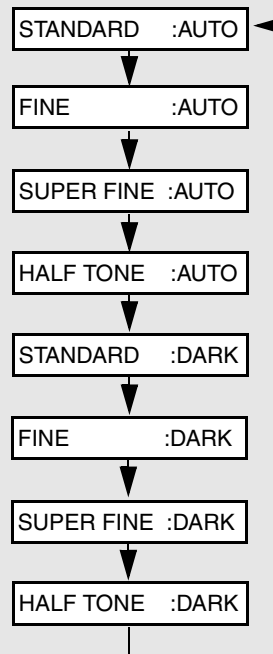 STANDARD :AUTO
FINE :AUTO
SUPER FINE :AUTO
HALF TONE :AUTO
STANDARD :DARK
FINE :DARK
SUPER FINE :DARK
HALF TONE :DARK